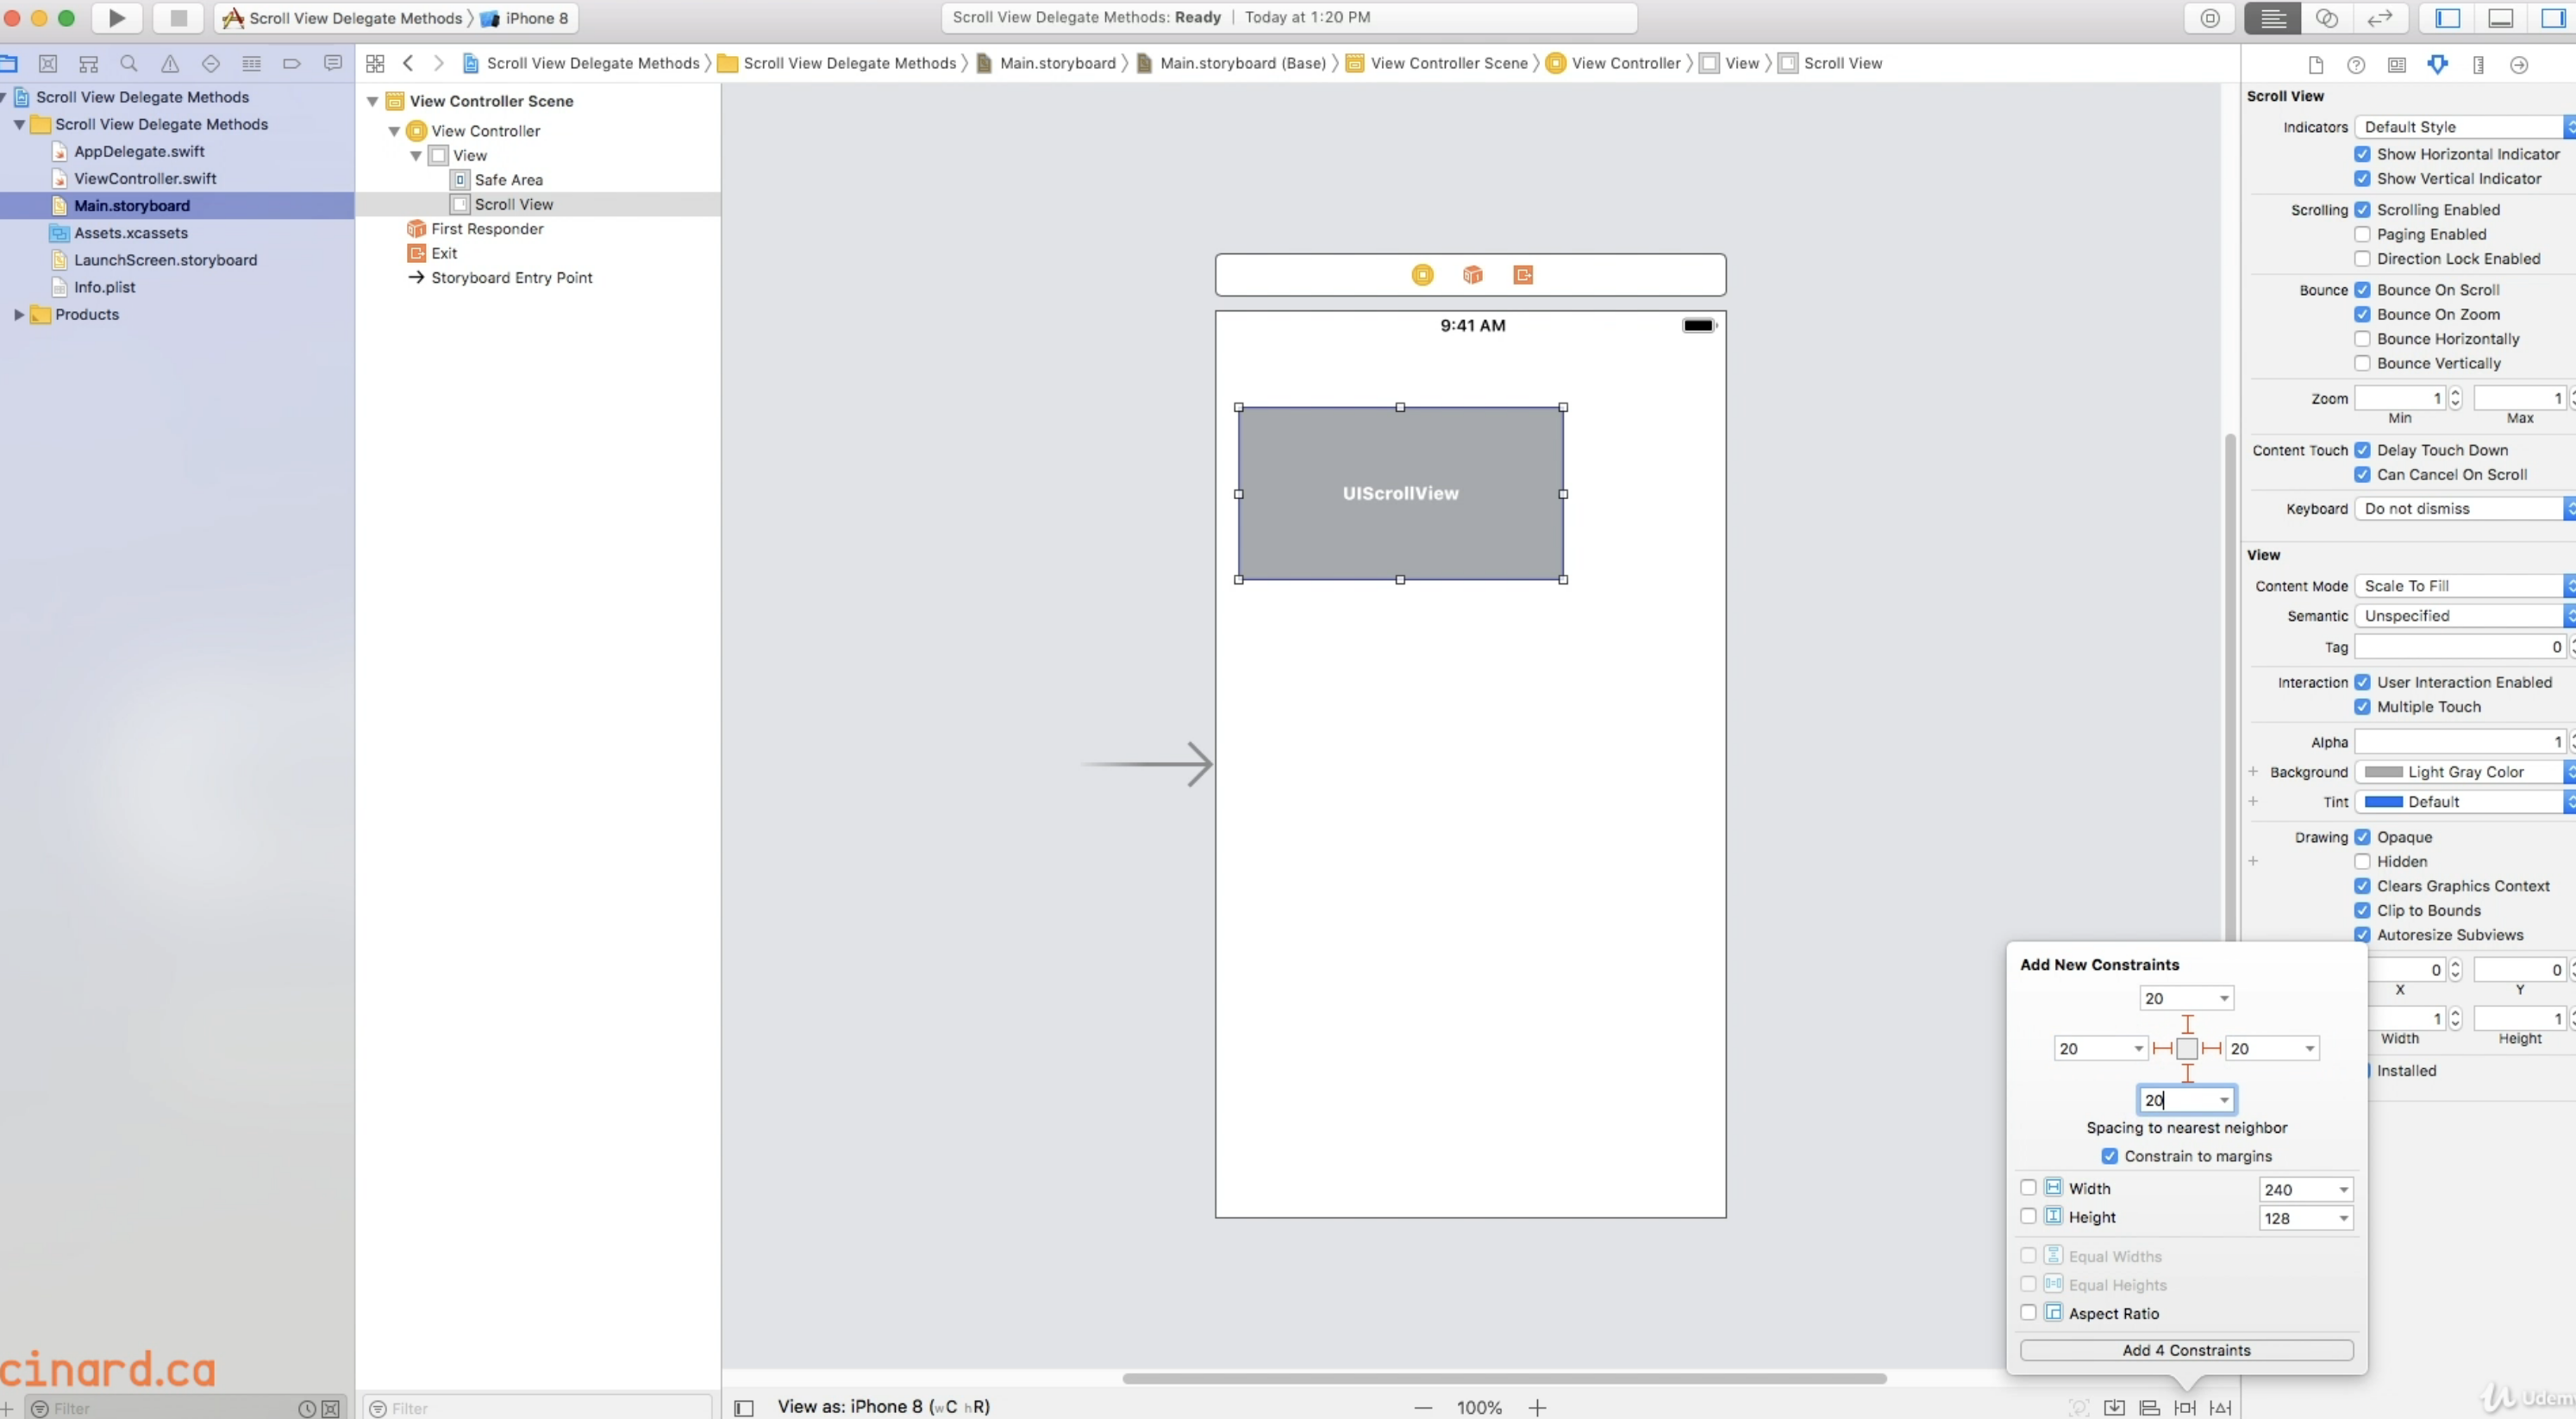 Scroll View Delegate Methods 〉 iPhone 8
Scroll View Delegate Methods: Ready | Today at 1:20 PM
Scroll View Delegate Methods 〉 Scroll View Delegate Methods 〉 Main.storyboard 〉 Main.storyboard (Base) 〉 View Controller Scene 〉 View Controller 〉 View 〉 Scroll View
Scroll View Delegate Methods
Scroll View Delegate Methods
AppDelegate.swift
ViewController.swift
Main.storyboard
Assets.xcassets
LaunchScreen.storyboard
Info.plist
Products
View Controller Scene
View Controller
View
Safe Area
Scroll View
First Responder
Exit
Storyboard Entry Point
9:41 AM
UIScrollView
Scroll View
Indicators Default Style
Show Horizontal Indicator
Show Vertical Indicator
Scrolling Scrolling Enabled
Paging Enabled
Direction Lock Enabled
Bounce Bounce On Scroll
Bounce On Zoom
Bounce Horizontally
Bounce Vertically
Zoom 1 1
Min Max
Content Touch Delay Touch Down
Can Cancel On Scroll
Keyboard Do not dismiss
View
Content Mode Scale To Fill
Semantic Unspecified
Tag 0
Interaction User Interaction Enabled
Multiple Touch
Alpha 1
+ Background Light Gray Color
+ Tint Default
Drawing Opaque
+ Hidden
Clears Graphics Context
Clip to Bounds
Autoresize Subviews
0 0
X Y
1 1
Width Height
Installed
Add New Constraints
20
20 20
20
Spacing to nearest neighbor
Constrain to margins
Width 240
Height 128
Equal Widths
Equal Heights
Aspect Ratio
Add 4 Constraints
cinard.ca
+ Filter
Filter
View as: iPhone 8 (wC hR)
— 100% +
Udem